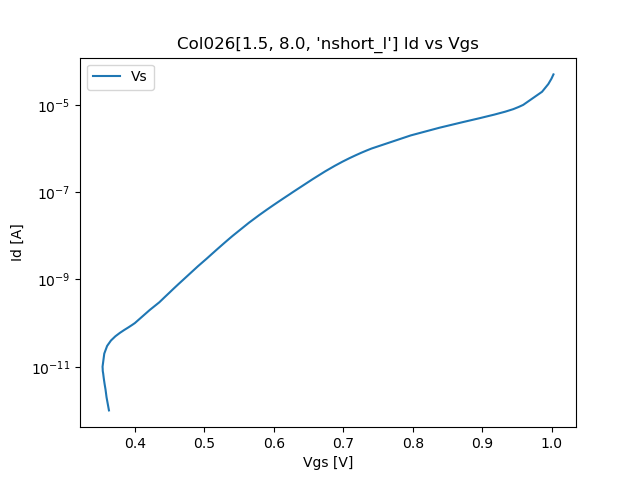 Col026[1.5, 8.0, 'nshort_l'] Id vs Vgs
Vs
10⁻⁵
10⁻⁷
10⁻⁹
10⁻¹¹
Id [A]
0.4 0.5 0.6 0.7 0.8 0.9 1.0
Vgs [V]